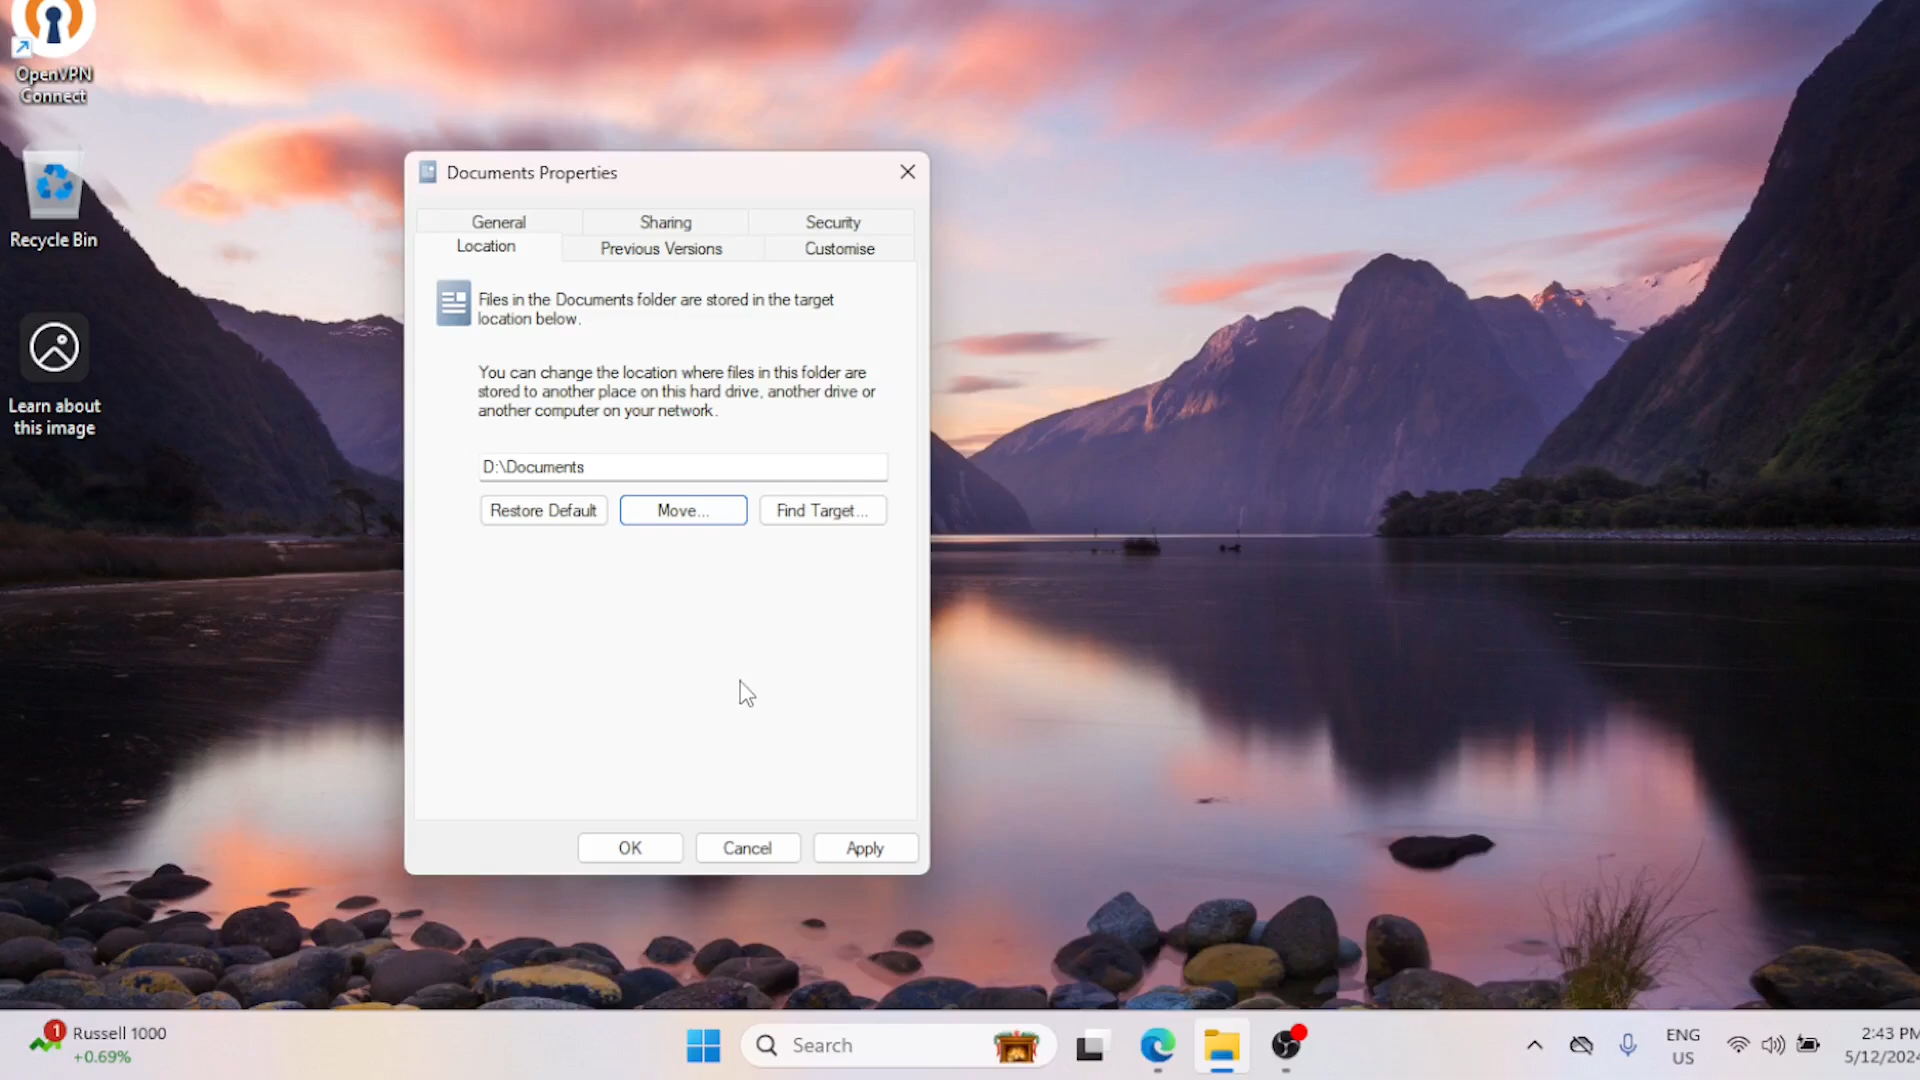 OpenVPN
Connect
Recycle Bin
Learn about
this image
Documents Properties
General
Sharing
Security
Location
Previous Versions
Customise
Files in the Documents folder are stored in the target
location below.
You can change the location where files in this folder are
stored to another place on this hard drive, another drive or
another computer on your network.
D:\Documents
Restore Default
Move...
Find Target...
OK
Cancel
Apply
1
Russell 1000
+0.69%
Search
ENG
US
2:43 PM
5/12/2024